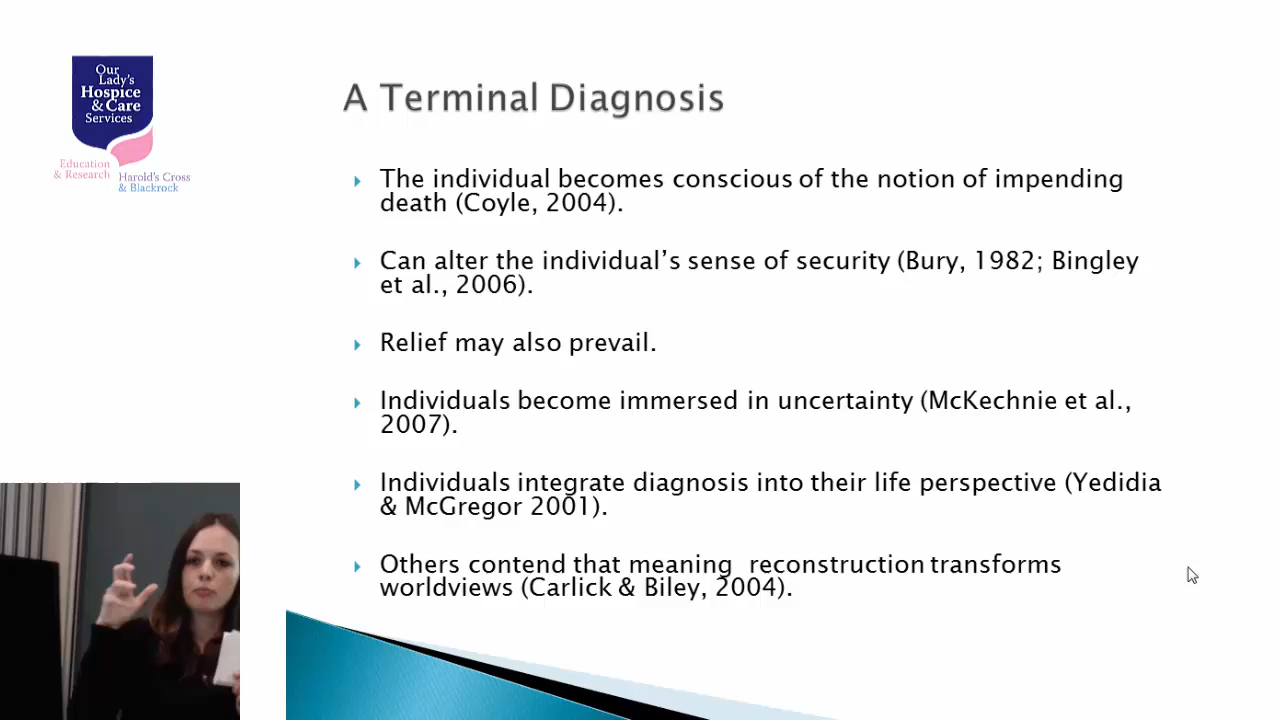 Our
Lady's
Hospice
& Care
Services
Education
& Research
Harold's Cross
& Blackrock
A Terminal Diagnosis
The individual becomes conscious of the notion of impending
death (Coyle, 2004).
Can alter the individual's sense of security (Bury, 1982; Bingley
et al., 2006).
Relief may also prevail.
Individuals become immersed in uncertainty (McKechnie et al.,
2007).
Individuals integrate diagnosis into their life perspective (Yedidia
& McGregor 2001).
Others contend that meaning  reconstruction transforms
worldviews (Carlick & Biley, 2004).